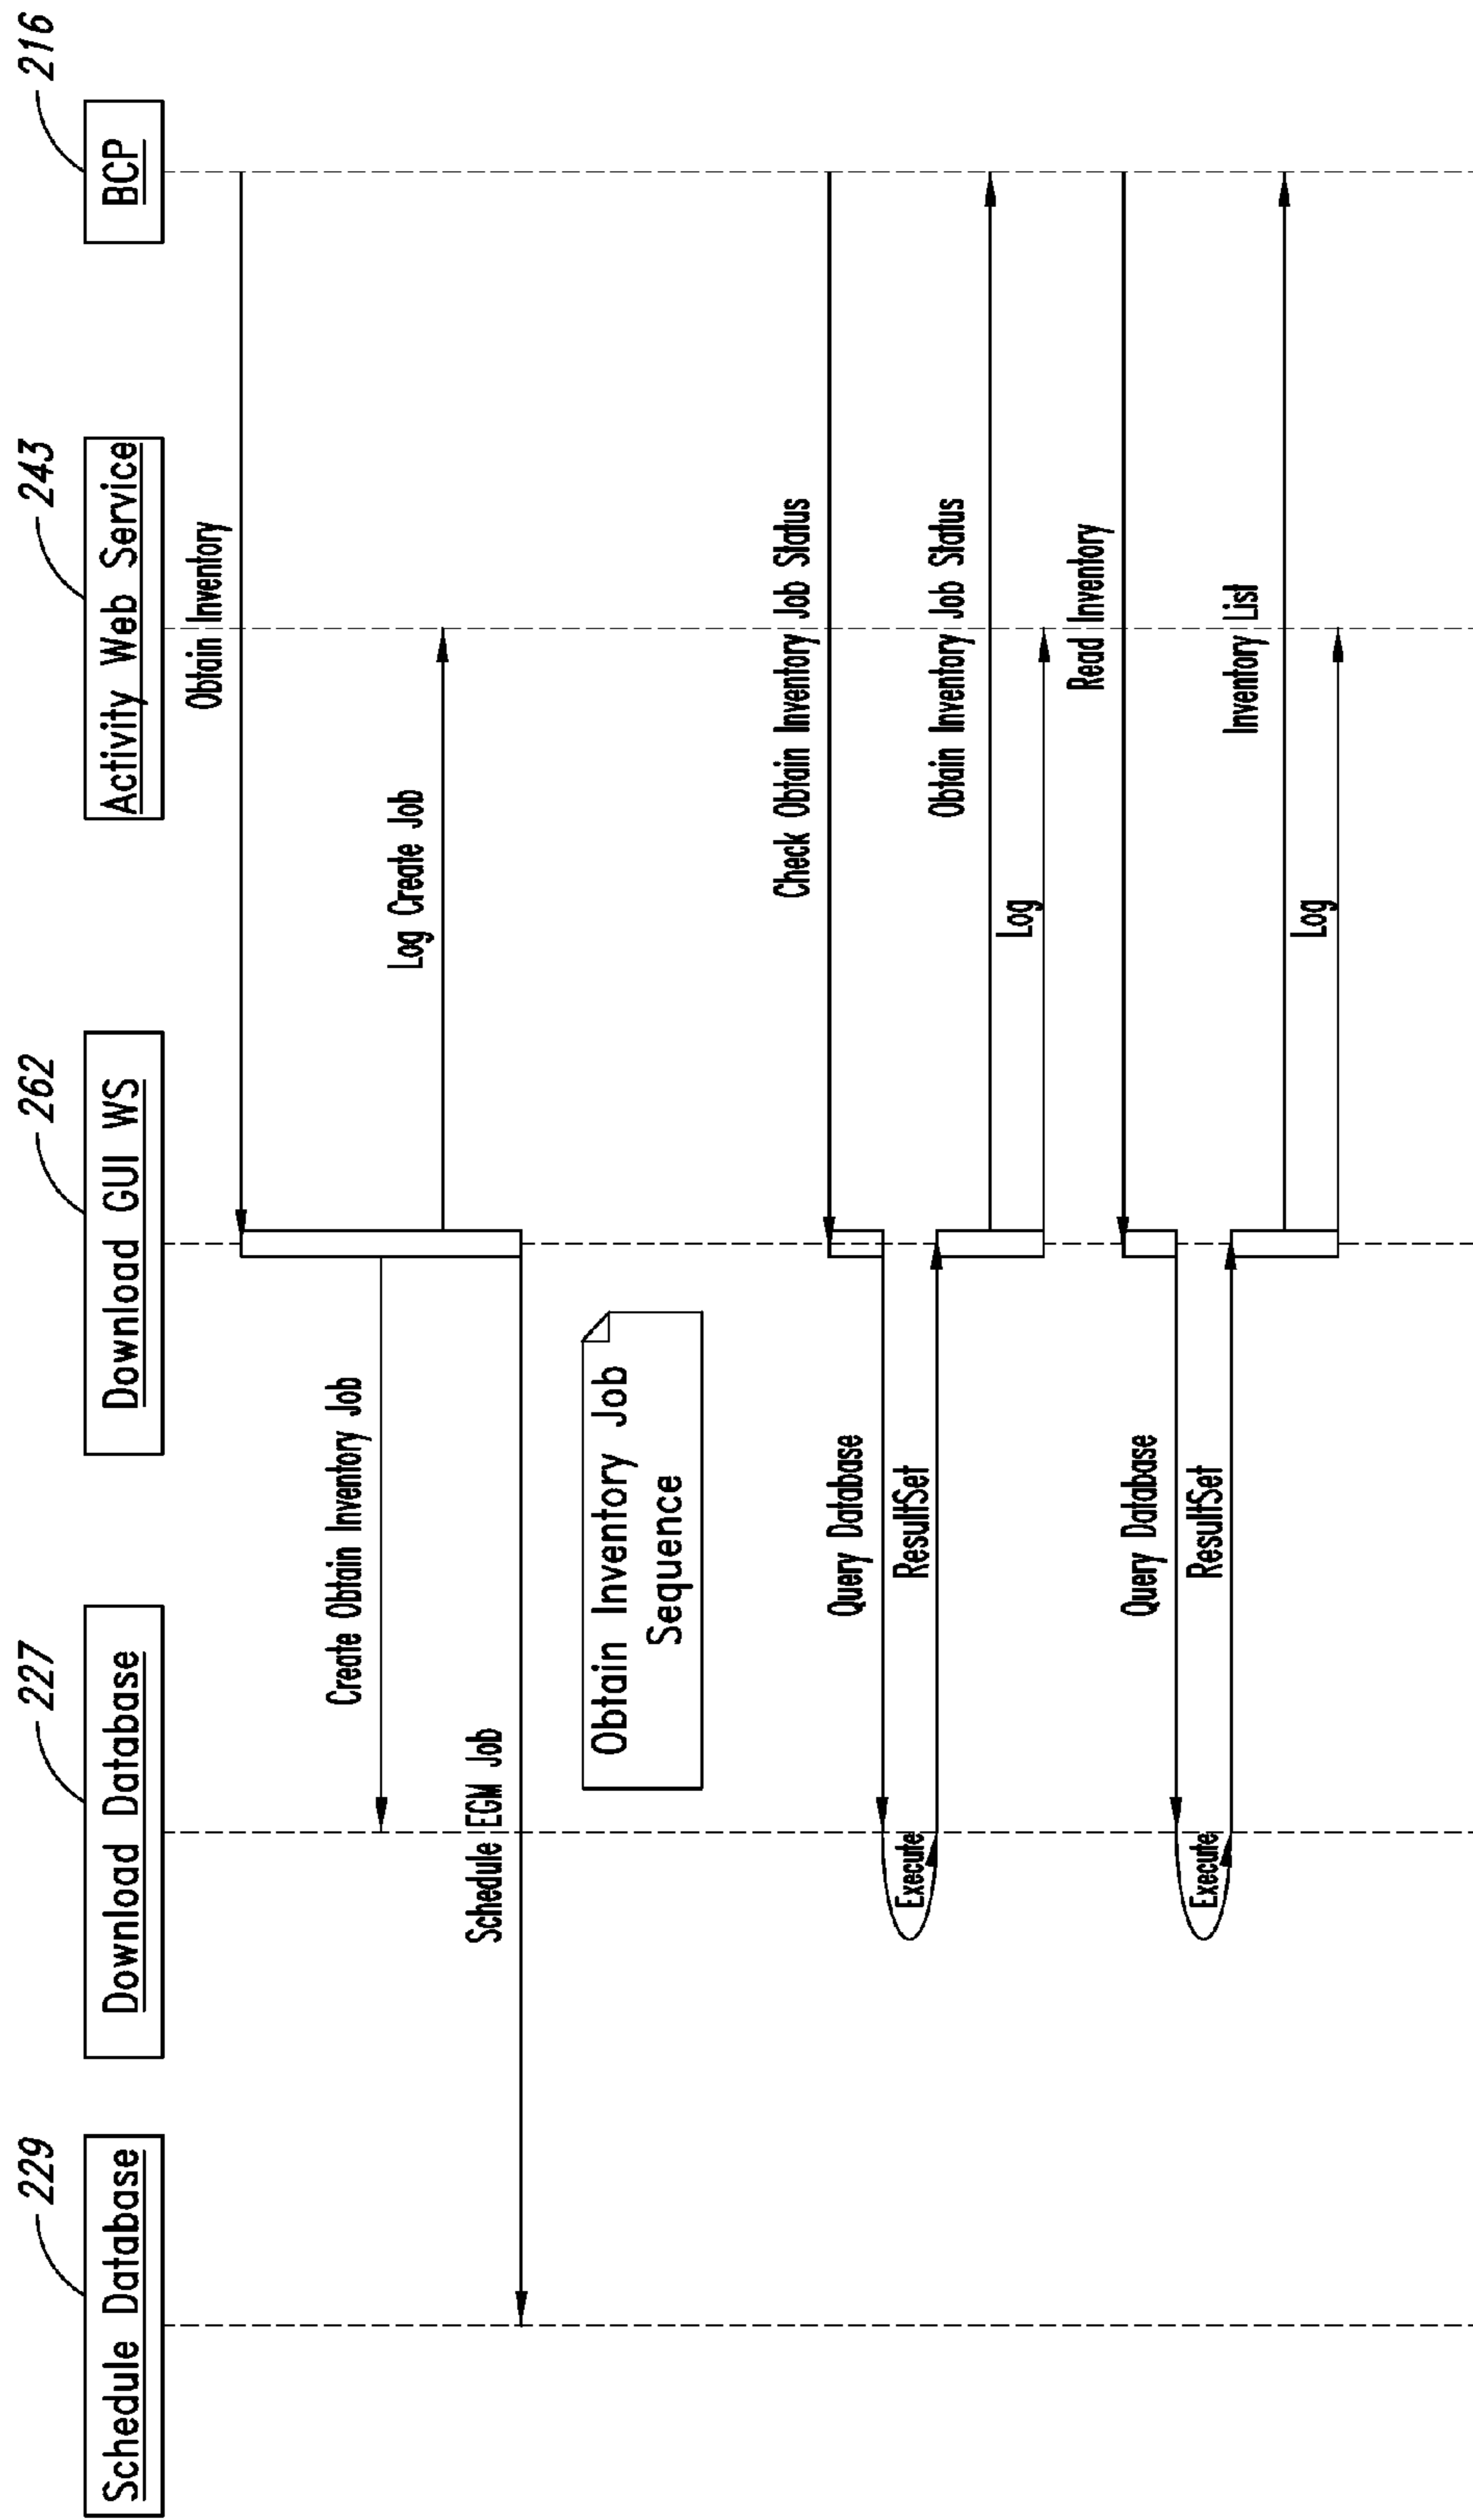 229
227
262
243
216
Schedule Database
Download Database
Download GUI WS
Activity Web Service
BCP
Obtain Inventory
Create Obtain Inventory Job
Log Create Job
Schedule EGM Job
Obtain Inventory Job
Sequence
Check Obtain Inventory Job Status
Query Database
Execute
ResultSet
Obtain Inventory Job Status
Log
Read Inventory
Query Database
Execute
ResultSet
Inventory List
Log